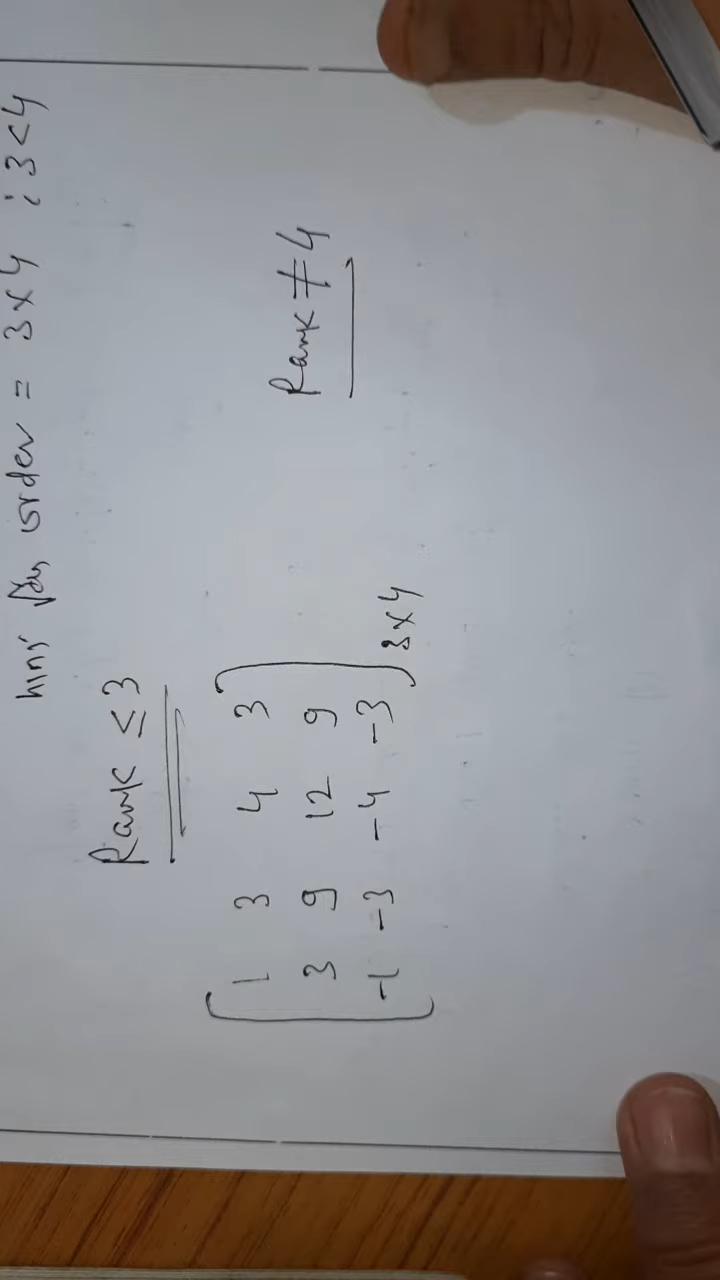 order = 3 x 4 ; 3 < 4
Rank ≤ 3
1 3 4 3
3 9 12 9
-1 -3 -4 -3
3 x 4
Rank ≠ 4